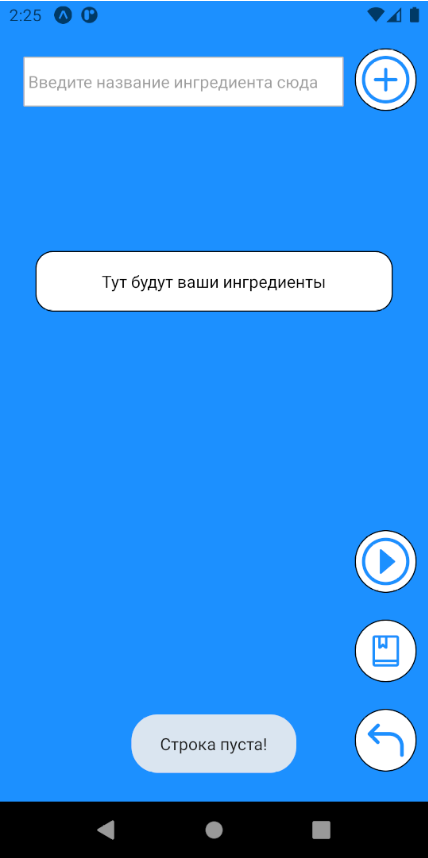 2:25
Введите название ингредиента сюда
Тут будут ваши ингредиенты
Строка пуста!